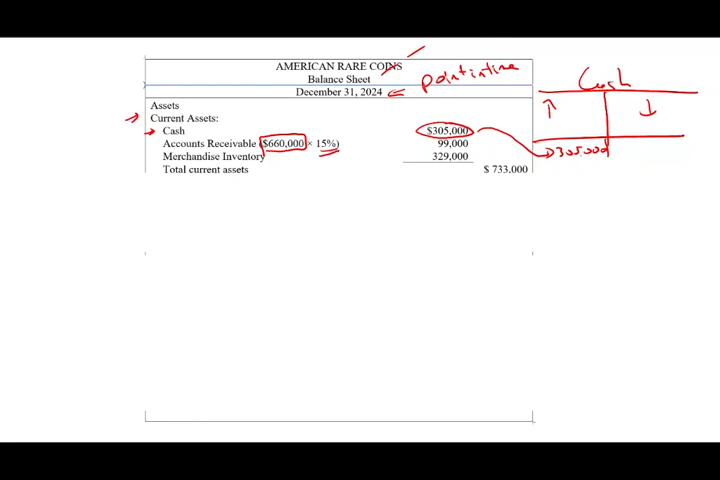 AMERICAN RARE COINS
Balance Sheet
December 31, 2024
point in time
Cash
Assets
Current Assets:
Cash $305,000
Accounts Receivable ($660,000 × 15%) 99,000
Merchandise Inventory 329,000
Total current assets $ 733.000
305,000